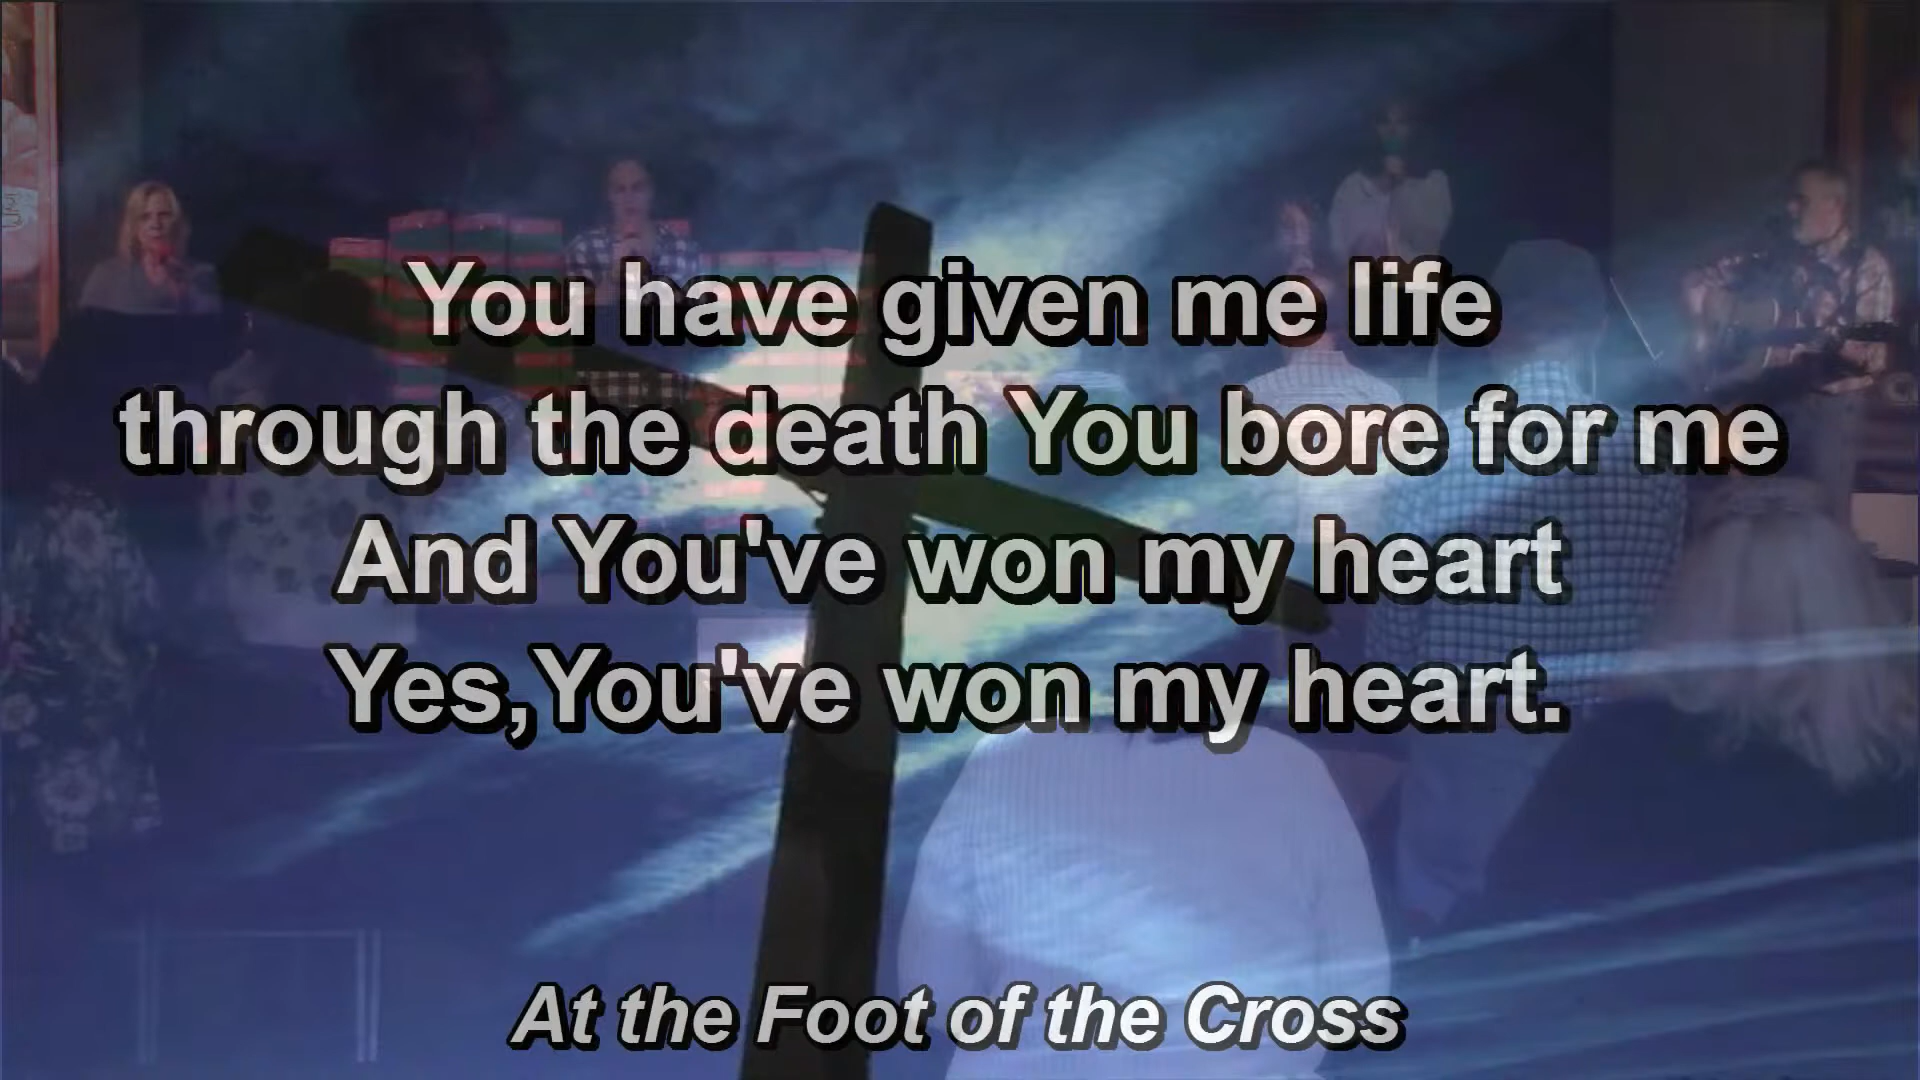 You have given me life
through the death You bore for me
And You've won my heart
Yes,You've won my heart.
At the Foot of the Cross